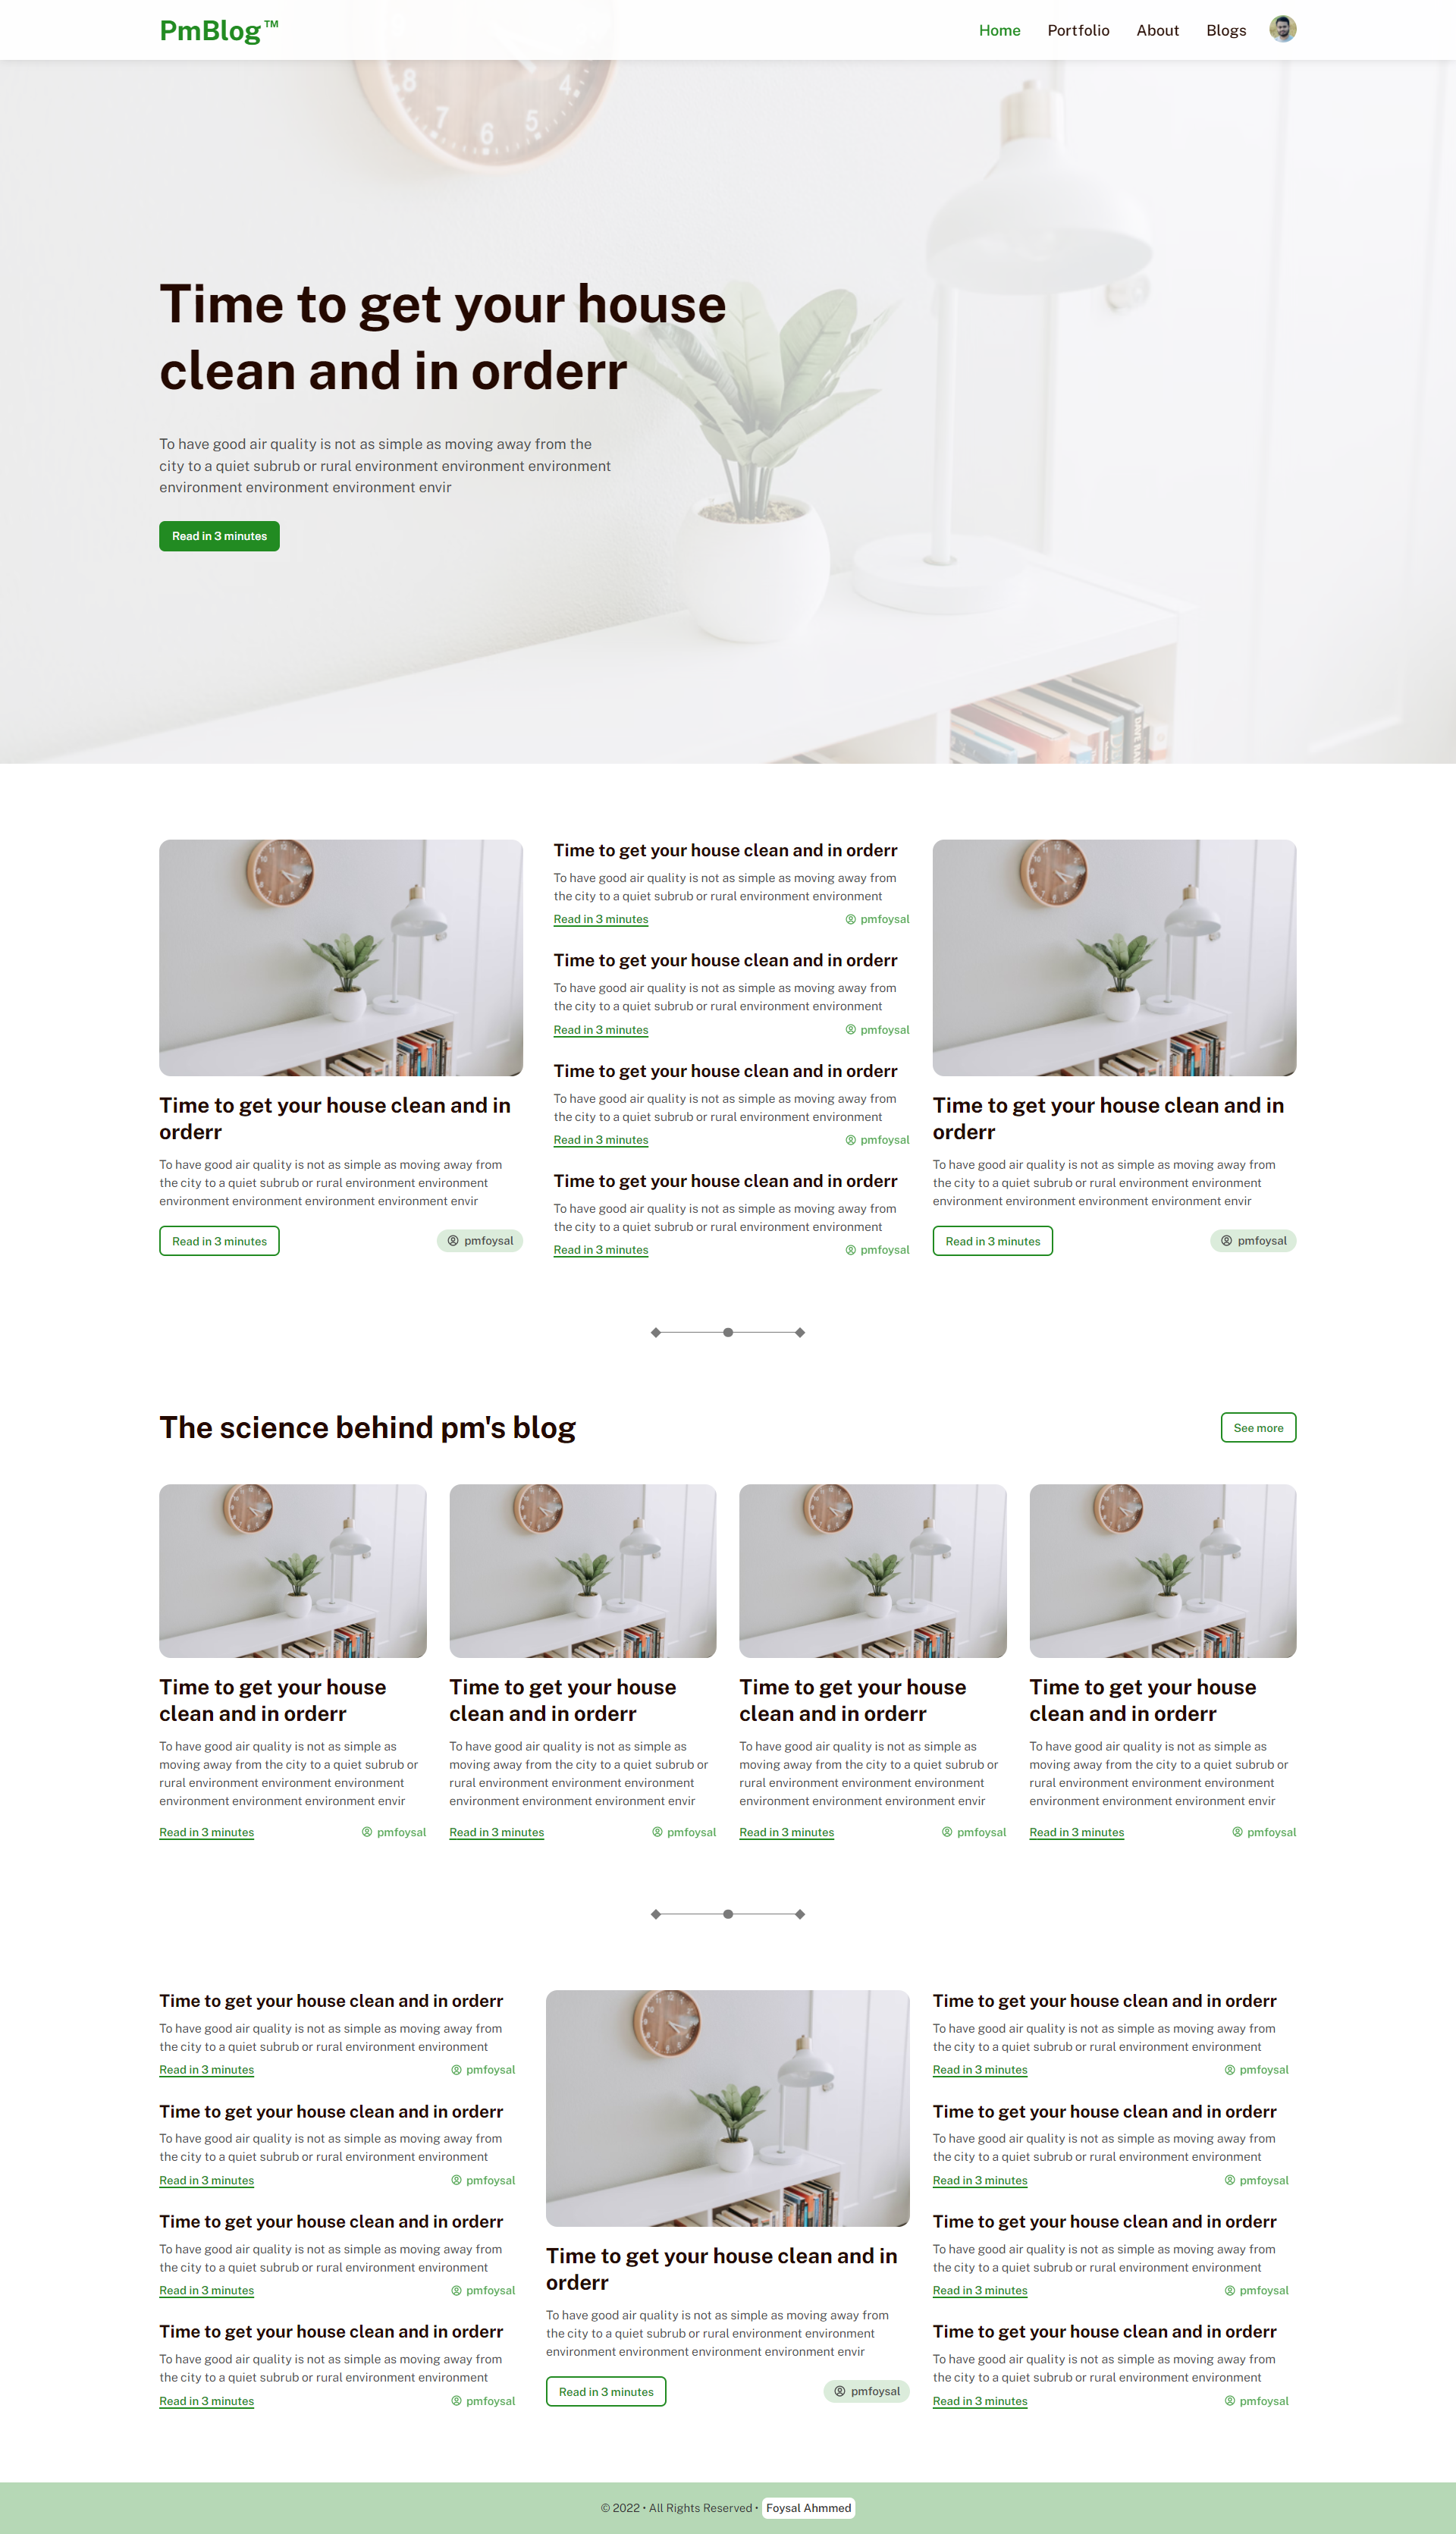 PmBlog™
Home
Portfolio
About
Blogs
8
7
6
5
4
Time to get your house
clean and in orderr
To have good air quality is not as simple as moving away from the
city to a quiet subrub or rural environment environment environment
environment environment environment envir
Read in 3 minutes
Time to get your house clean and in
orderr
To have good air quality is not as simple as moving away from
the city to a quiet subrub or rural environment environment
environment environment environment environment envir
Read in 3 minutes
pmfoysal
Time to get your house clean and in orderr
To have good air quality is not as simple as moving away from
the city to a quiet subrub or rural environment environment
Read in 3 minutes
pmfoysal
Time to get your house clean and in orderr
To have good air quality is not as simple as moving away from
the city to a quiet subrub or rural environment environment
Read in 3 minutes
pmfoysal
Time to get your house clean and in orderr
To have good air quality is not as simple as moving away from
the city to a quiet subrub or rural environment environment
Read in 3 minutes
pmfoysal
Time to get your house clean and in orderr
To have good air quality is not as simple as moving away from
the city to a quiet subrub or rural environment environment
Read in 3 minutes
pmfoysal
Time to get your house clean and in
orderr
To have good air quality is not as simple as moving away from
the city to a quiet subrub or rural environment environment
environment environment environment environment envir
Read in 3 minutes
pmfoysal
The science behind pm's blog
See more
Time to get your house
clean and in orderr
To have good air quality is not as simple as
moving away from the city to a quiet subrub or
rural environment environment environment
environment environment environment envir
Read in 3 minutes
pmfoysal
Time to get your house
clean and in orderr
To have good air quality is not as simple as
moving away from the city to a quiet subrub or
rural environment environment environment
environment environment environment envir
Read in 3 minutes
pmfoysal
Time to get your house
clean and in orderr
To have good air quality is not as simple as
moving away from the city to a quiet subrub or
rural environment environment environment
environment environment environment envir
Read in 3 minutes
pmfoysal
Time to get your house
clean and in orderr
To have good air quality is not as simple as
moving away from the city to a quiet subrub or
rural environment environment environment
environment environment environment envir
Read in 3 minutes
pmfoysal
Time to get your house clean and in orderr
To have good air quality is not as simple as moving away from
the city to a quiet subrub or rural environment environment
Read in 3 minutes
pmfoysal
Time to get your house clean and in orderr
To have good air quality is not as simple as moving away from
the city to a quiet subrub or rural environment environment
Read in 3 minutes
pmfoysal
Time to get your house clean and in orderr
To have good air quality is not as simple as moving away from
the city to a quiet subrub or rural environment environment
Read in 3 minutes
pmfoysal
Time to get your house clean and in orderr
To have good air quality is not as simple as moving away from
the city to a quiet subrub or rural environment environment
Read in 3 minutes
pmfoysal
Time to get your house clean and in
orderr
To have good air quality is not as simple as moving away from
the city to a quiet subrub or rural environment environment
environment environment environment environment envir
Read in 3 minutes
pmfoysal
Time to get your house clean and in orderr
To have good air quality is not as simple as moving away from
the city to a quiet subrub or rural environment environment
Read in 3 minutes
pmfoysal
Time to get your house clean and in orderr
To have good air quality is not as simple as moving away from
the city to a quiet subrub or rural environment environment
Read in 3 minutes
pmfoysal
Time to get your house clean and in orderr
To have good air quality is not as simple as moving away from
the city to a quiet subrub or rural environment environment
Read in 3 minutes
pmfoysal
Time to get your house clean and in orderr
To have good air quality is not as simple as moving away from
the city to a quiet subrub or rural environment environment
Read in 3 minutes
pmfoysal
© 2022 • All Rights Reserved • Foysal Ahmmed